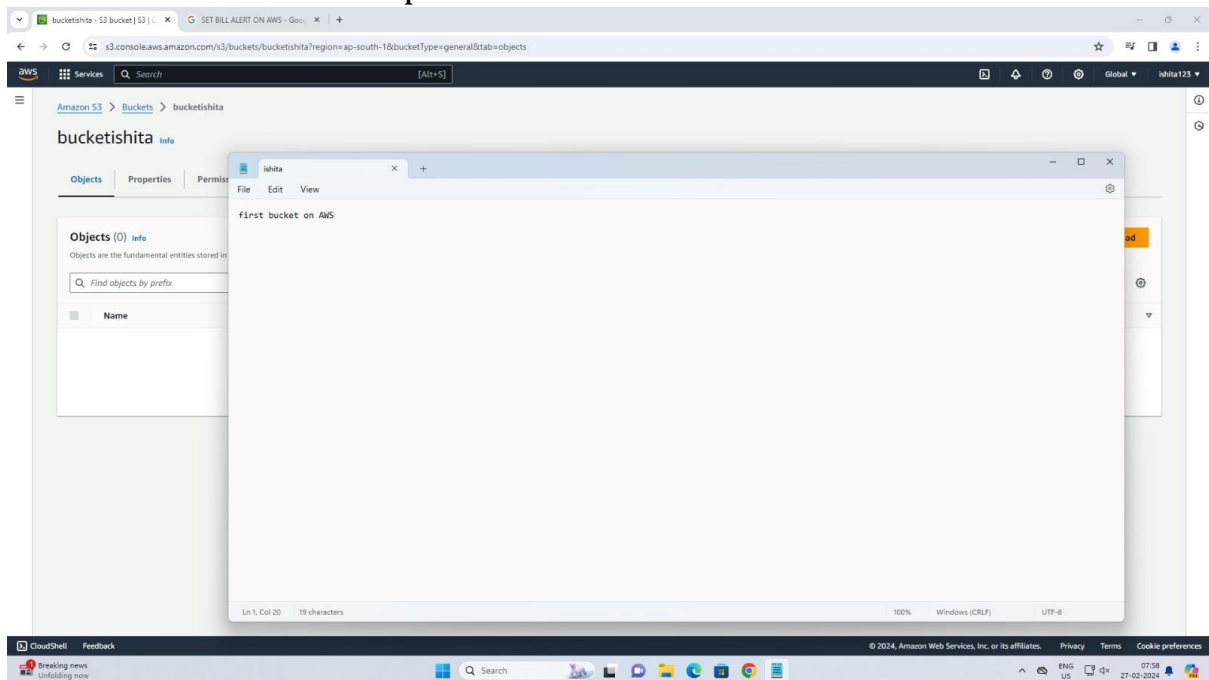 bucketishita - S3 bucket | S3 | G
SET BILL ALERT ON AWS - Goo
s3.console.aws.amazon.com/s3/buckets/bucketishita?region=ap-south-1&bucketType=general&tab=objects
aws
Services
Search
[Alt+S]
Global
ishita123
Amazon S3 > Buckets > bucketishita
bucketishita Info
Objects
Properties
Permis
Objects (0) Info
Objects are the fundamental entities stored in
Find objects by prefix
Name
ad
ishita
File Edit View
first bucket on AWS
Ln 1, Col 20
19 characters
100%
Windows (CRLF)
UTF-8
CloudShell Feedback
© 2024, Amazon Web Services, Inc. or its affiliates. Privacy Terms Cookie preferences
1
Breaking news
Unfolding now
Search
ENG
US
07:58
27-02-2024